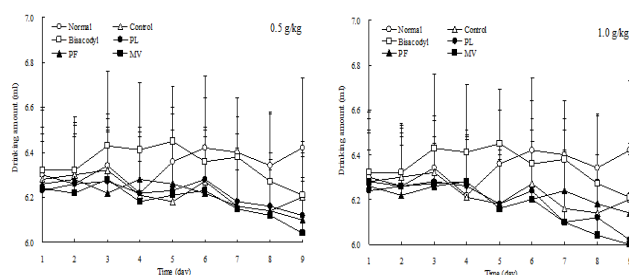 0.5 g/kg
Normal
Control
Bisacodyl
PL
PF
MV
Drinking amount (ml)
7.0
6.8
6.6
6.4
6.2
6.0
1 2 3 4 5 6 7 8 9
Time (day)
1.0 g/kg
Normal
Control
Bisacodyl
PL
PF
MV
Drinking amount (ml)
7.0
6.8
6.6
6.4
6.2
6.0
1 2 3 4 5 6 7 8 9
Time (day)